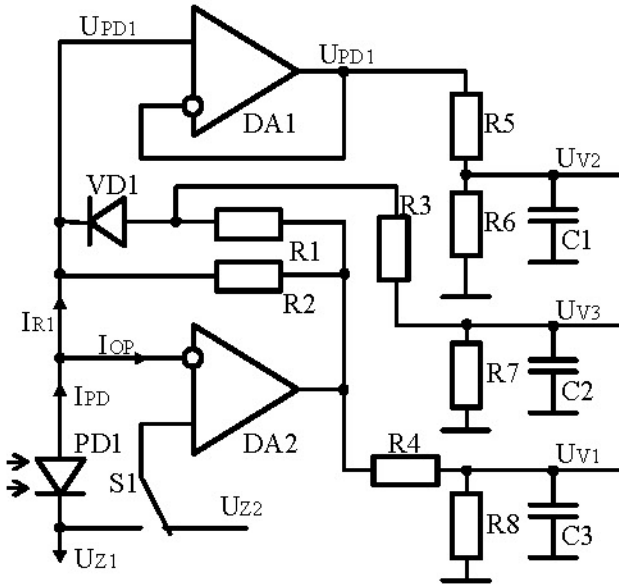 UPD1
UPD1
DA1
R5
VD1
UV2
R3
R6
C1
R1
R2
IR1
UV3
IOP
R7
C2
IPD
DA2
PD1
R4
UV1
S1
UZ2
R8
C3
UZ1